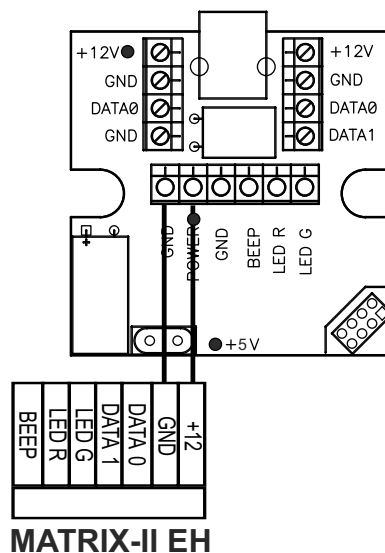 +12V
GND
DATA0
GND
+12V
GND
DATA0
DATA1
GND
POWER
GND
BEEP
LED R
LED G
+
+5V
BEEP
LED R
LED G
DATA 1
DATA 0
GND
+12
MATRIX-II EH